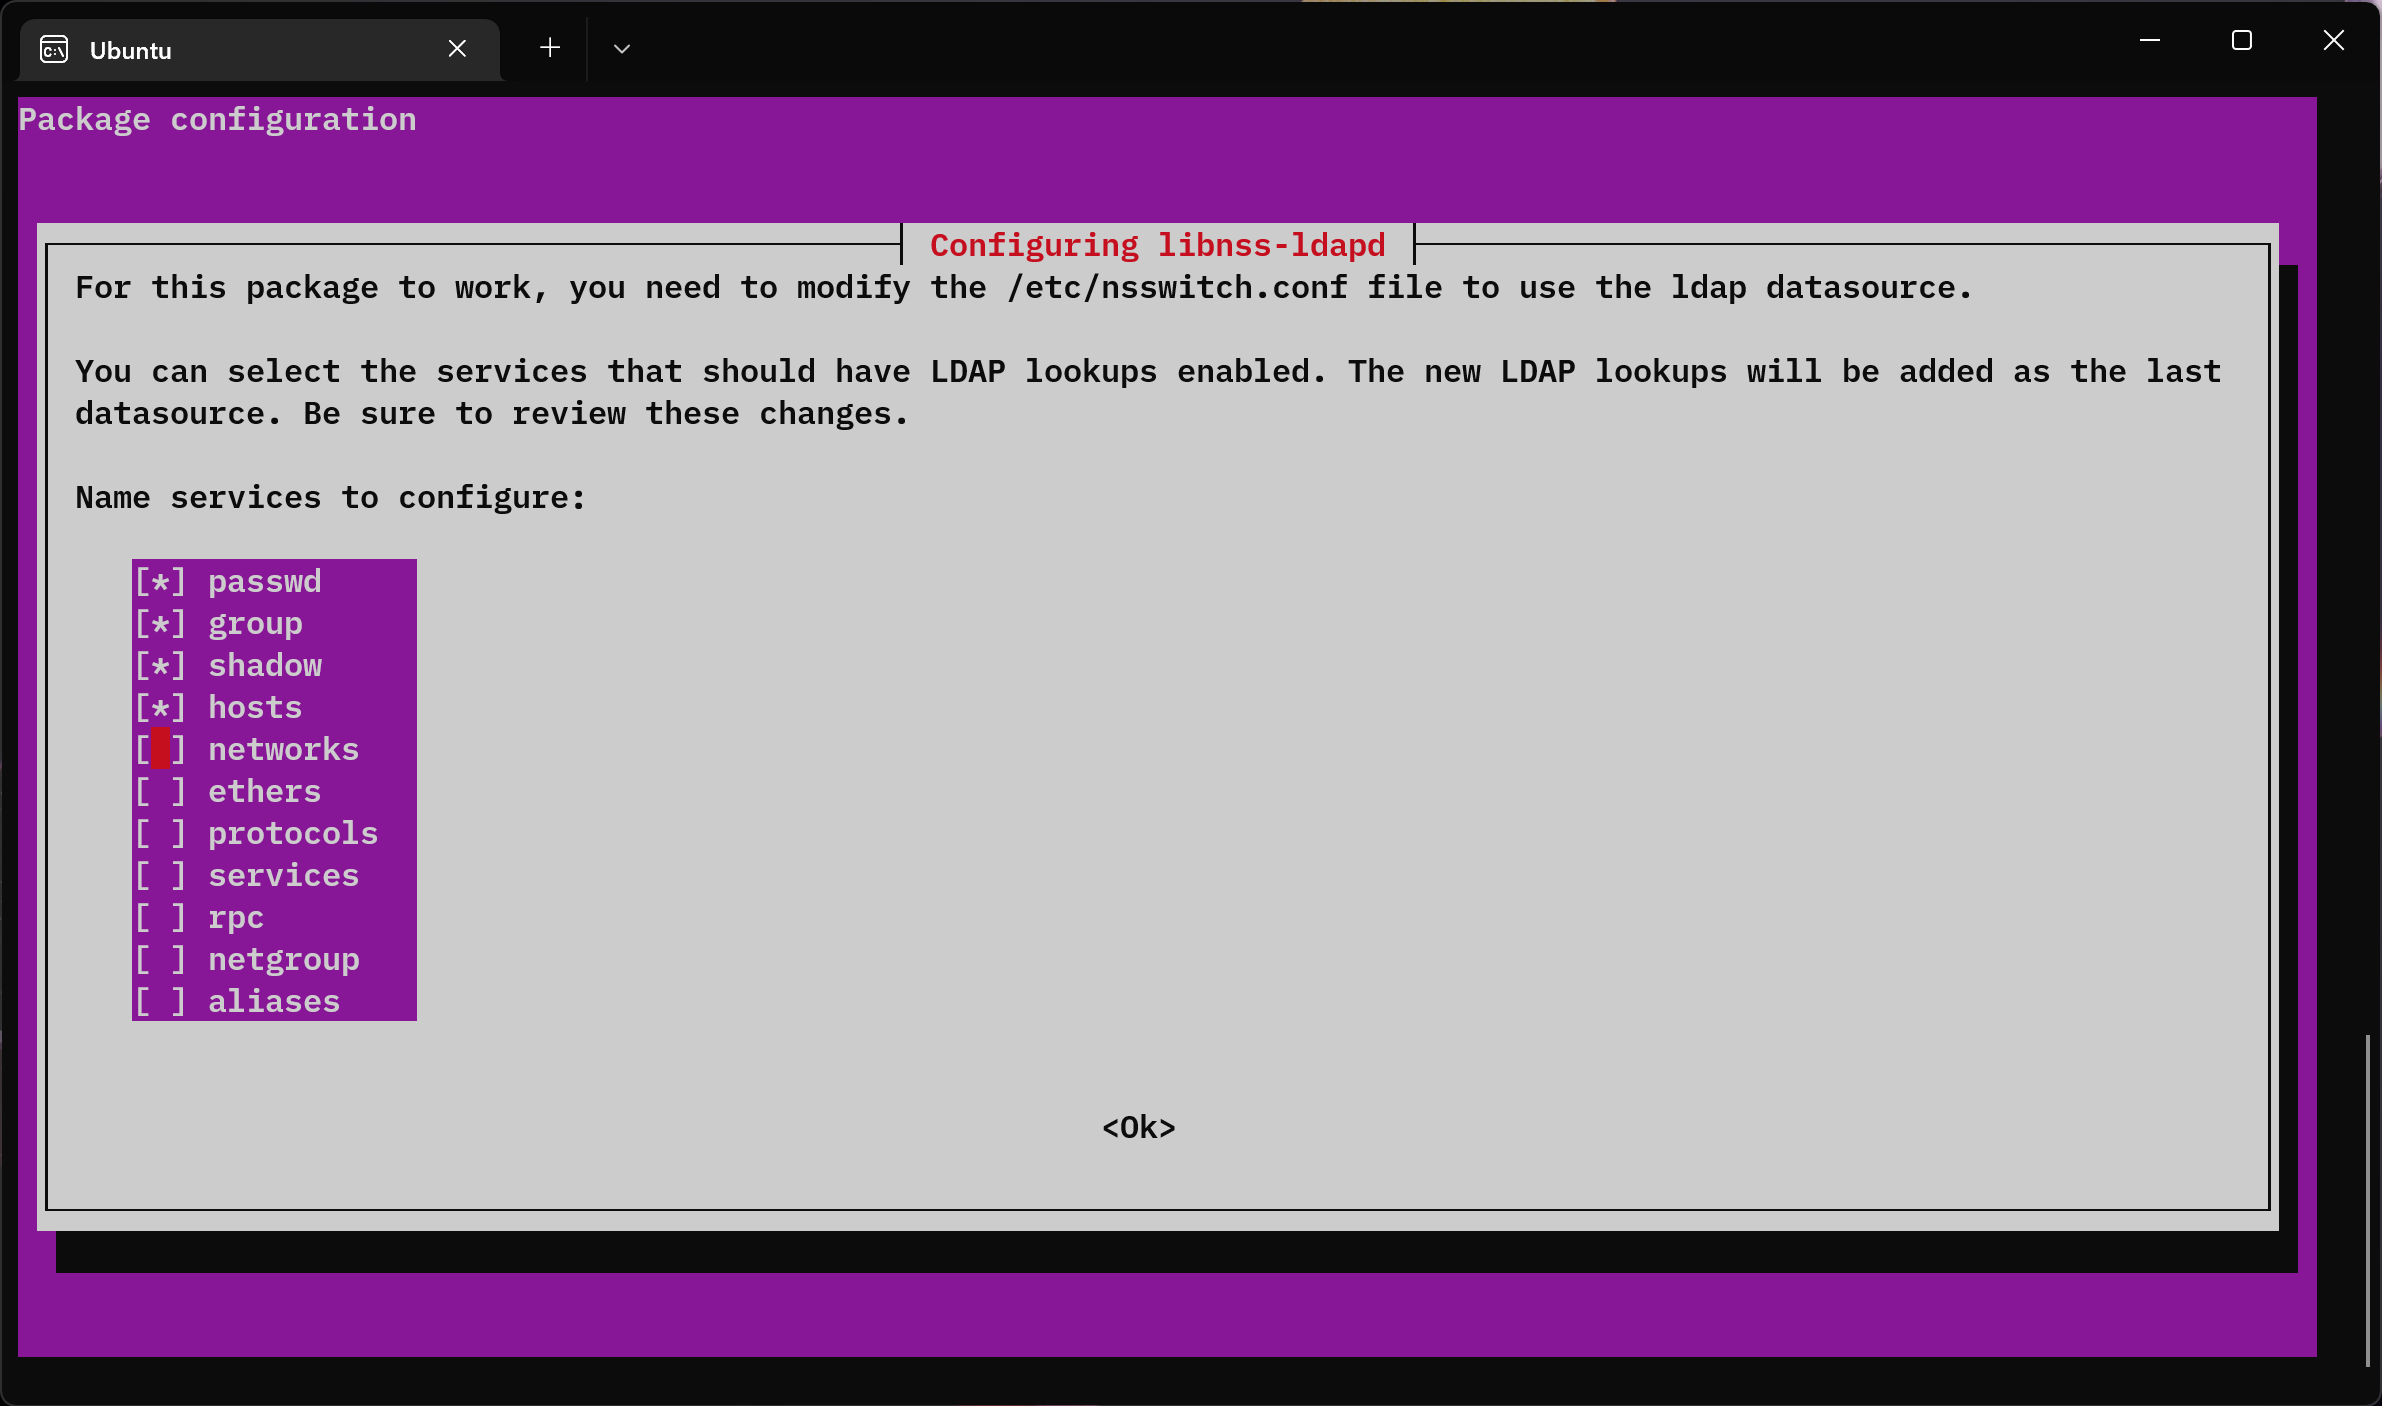 Ubuntu
Package configuration
Configuring libnss-ldapd
For this package to work, you need to modify the /etc/nsswitch.conf file to use the ldap datasource.
You can select the services that should have LDAP lookups enabled. The new LDAP lookups will be added as the last
datasource. Be sure to review these changes.
Name services to configure:
[*] passwd
[*] group
[*] shadow
[*] hosts
[ ] networks
[ ] ethers
[ ] protocols
[ ] services
[ ] rpc
[ ] netgroup
[ ] aliases
<Ok>